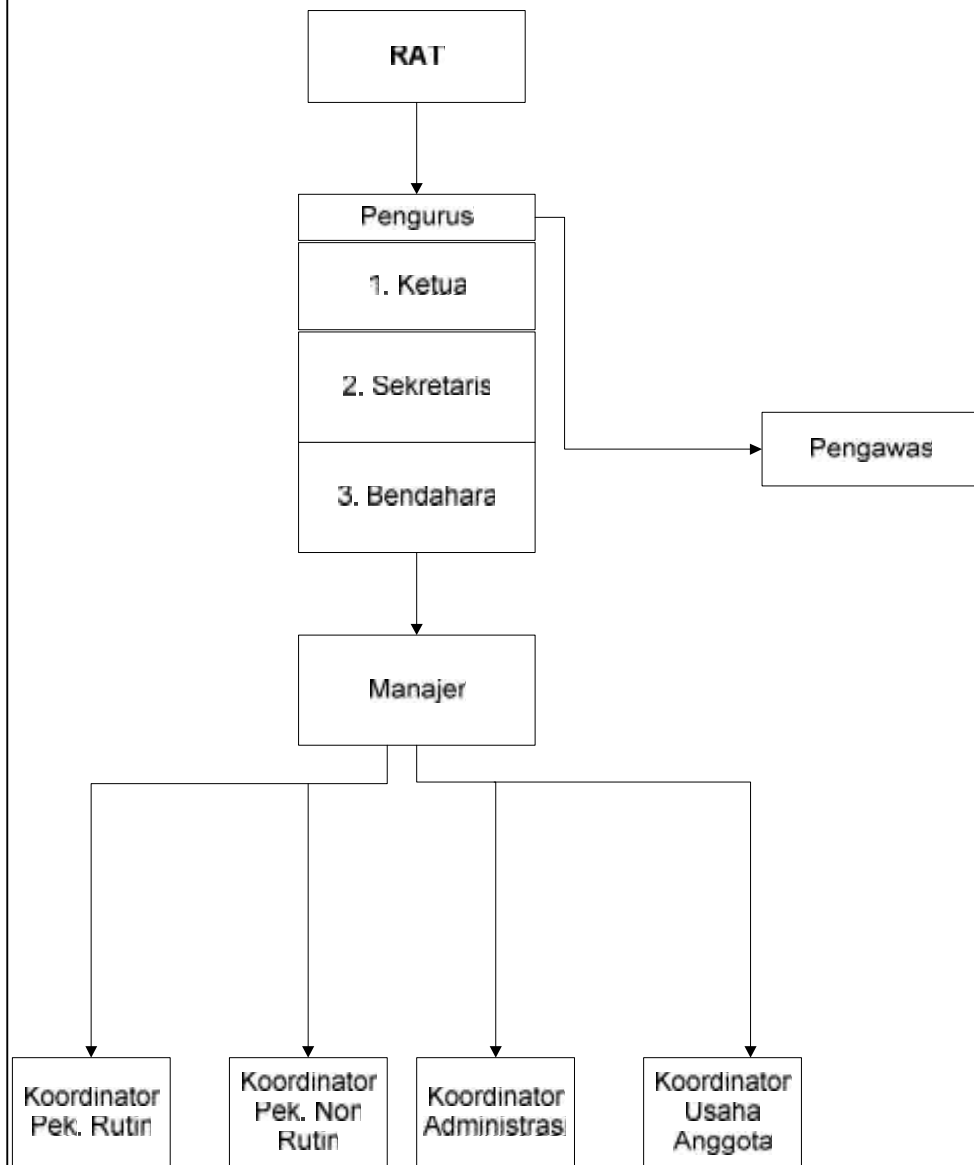 RAT
Pengurus
1. Ketua
2. Sekretaris
3. Bendahara
Pengawas
Manajer
Koordinator
Pek. Rutin
Koordinator
Pek. Non
Rutin
Koordinator
Administrasi
Koordinator
Usaha
Anggota